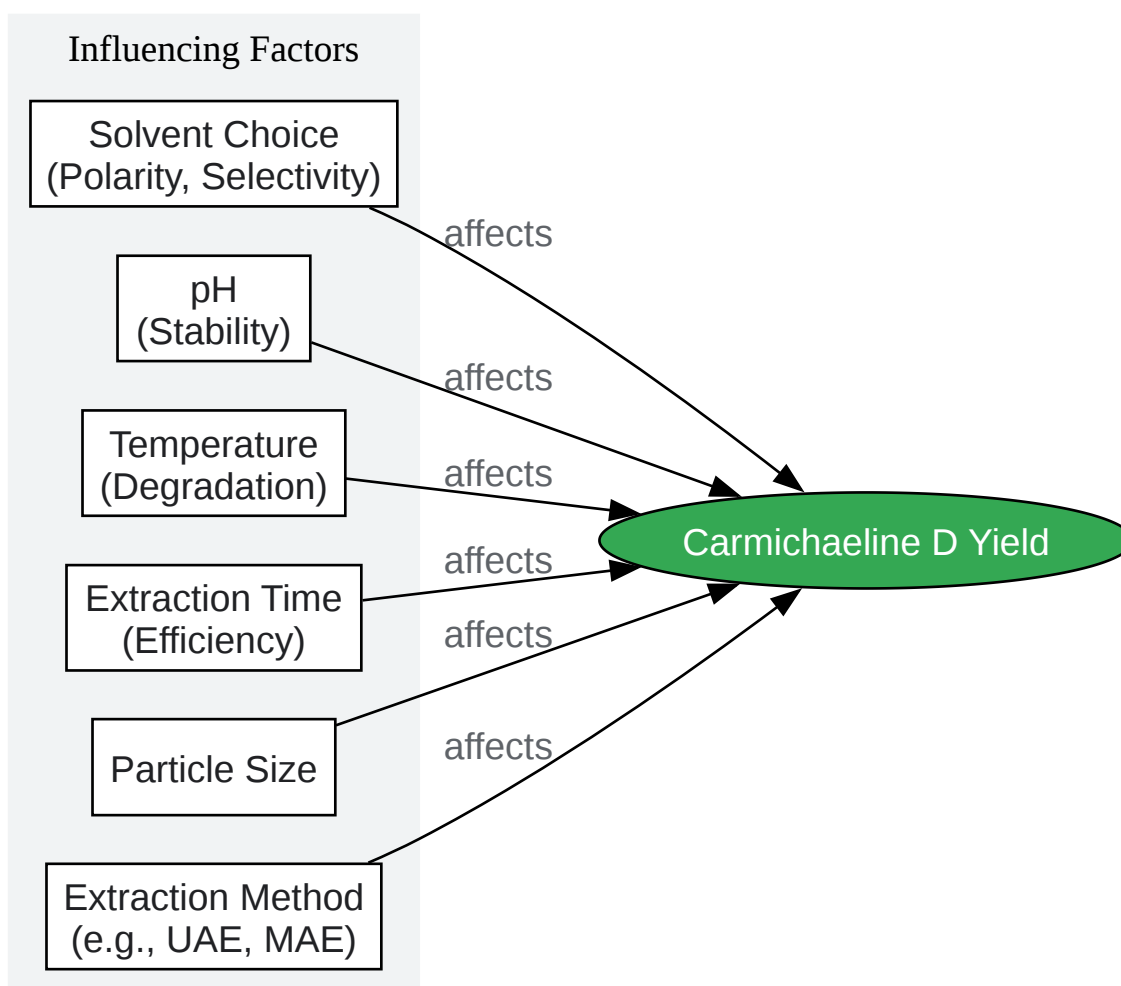 Influencing Factors
Solvent Choice
(Polarity, Selectivity)
affects
pH
(Stability)
affects
Temperature
(Degradation)
affects
Carmichaeline D Yield
Extraction Time
(Efficiency)
affects
Particle Size
affects
Extraction Method
(e.g., UAE, MAE)
affects